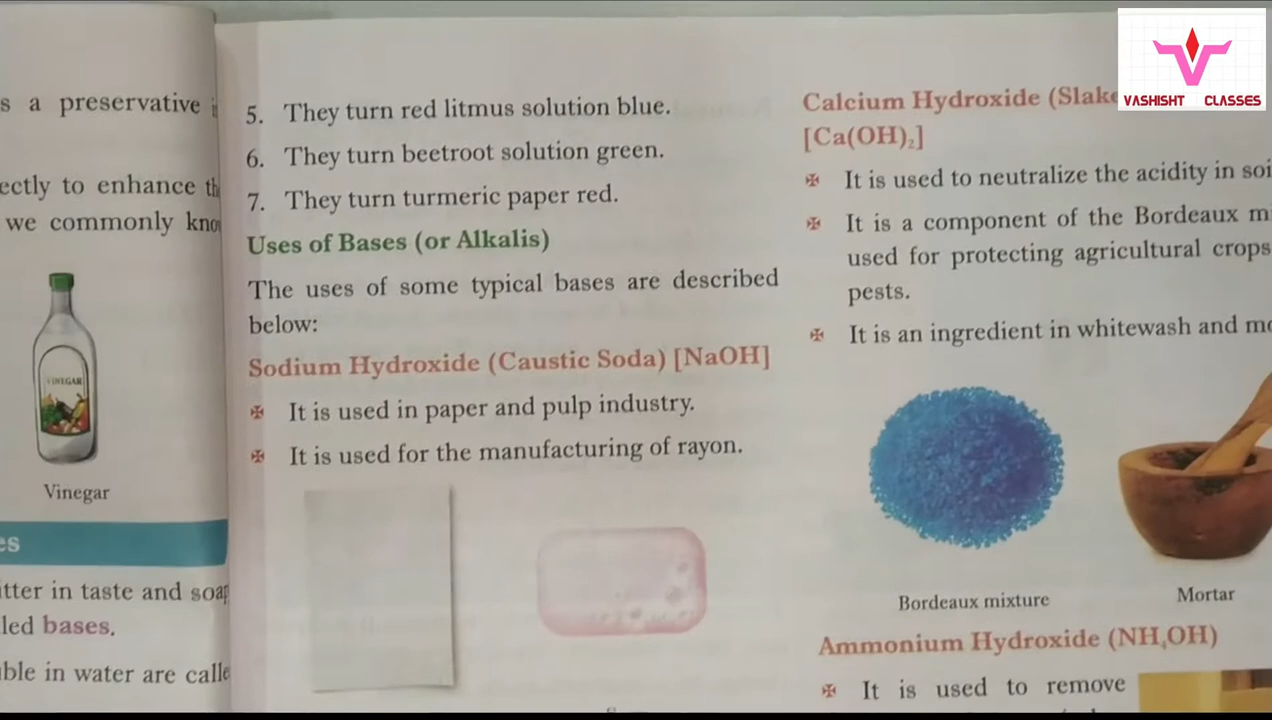 s a preservative
ectly to enhance
we commonly
VINEGAR
Vinegar
es
itter in taste and
led bases.
ble in water are
5. They turn red litmus solution blue.
6. They turn beetroot solution green.
7. They turn turmeric paper red.
Uses of Bases (or Alkalis)
The uses of some typical bases are described
below:
Sodium Hydroxide (Caustic Soda) [NaOH]
✠ It is used in paper and pulp industry.
✠ It is used for the manufacturing of rayon.
Calcium Hydroxide (Slake
[Ca(OH)₂]
✠ It is used to neutralize the acidity in soi
✠ It is a component of the Bordeaux m
used for protecting agricultural crops
pests.
✠ It is an ingredient in whitewash and mo
Bordeaux mixture
Mortar
Ammonium Hydroxide (NH₄OH)
✠ It is used to remove
VASHISHT CLASSES